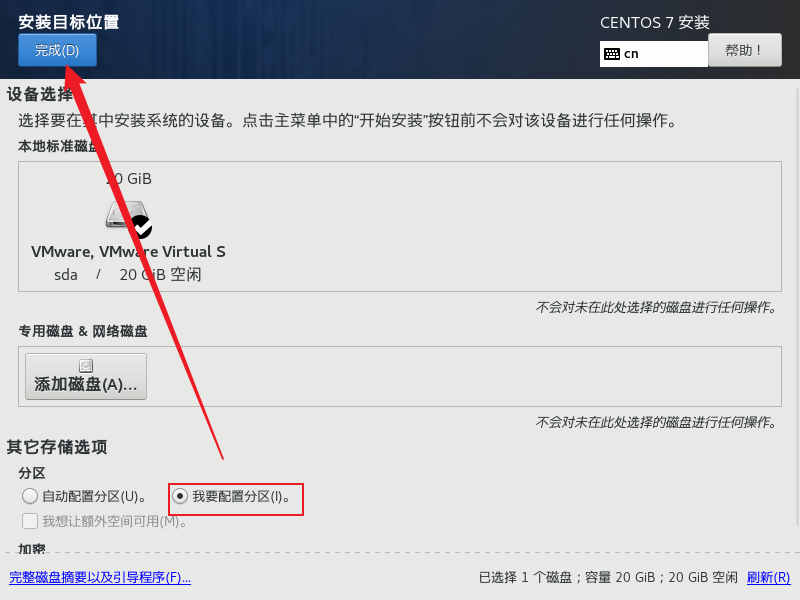 安装目标位置
CENTOS 7 安装
完成(D)
cn
帮助！
设备选择
选择要在其中安装系统的设备。点击主菜单中的“开始安装”按钮前不会对该设备进行任何操作。
本地标准磁盘
20 GiB
VMware, VMware Virtual S
sda / 20 GiB 空闲
不会对未在此处选择的磁盘进行任何操作。
专用磁盘 & 网络磁盘
添加磁盘(A)...
不会对未在此处选择的磁盘进行任何操作。
其它存储选项
分区
自动配置分区(U)。 我要配置分区(I)。
我想让额外空间可用(M)。
加密
完整磁盘摘要以及引导程序(F)... 已选择 1 个磁盘；容量 20 GiB；20 GiB 空闲 刷新(R)